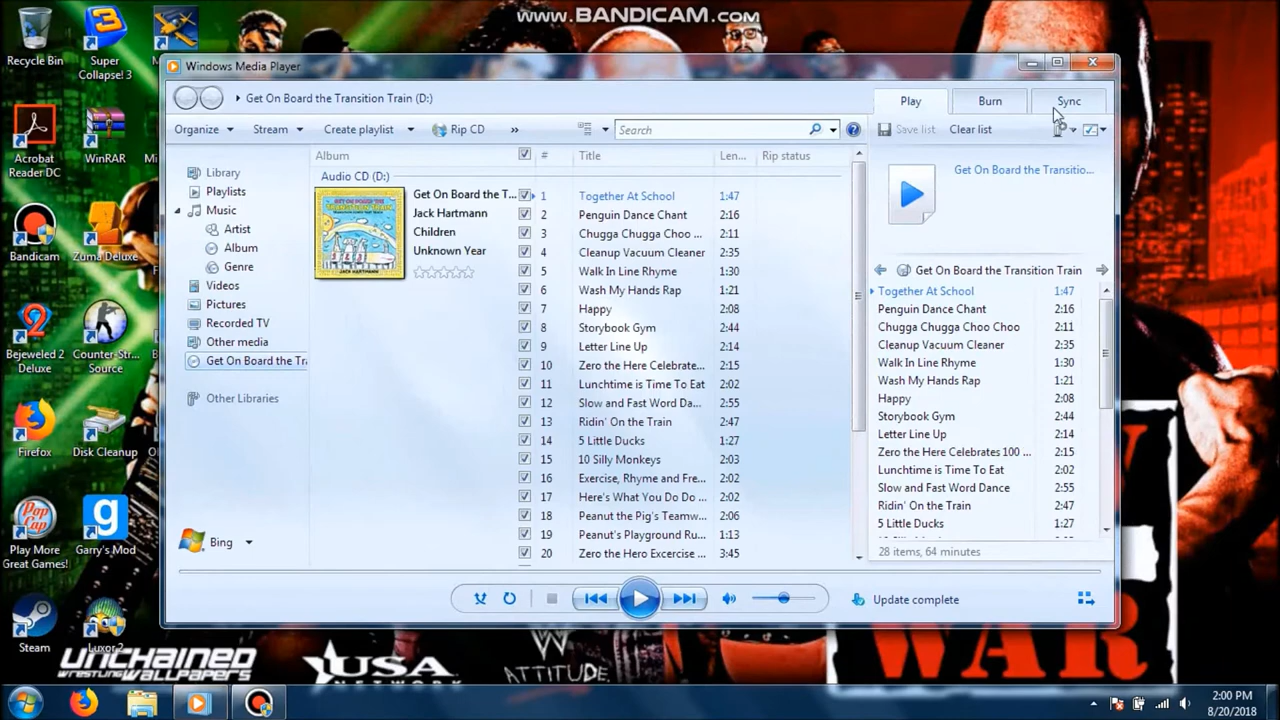 www.BANDICAM.com
Recycle Bin
Super
Collapse! 3
Acrobat
Reader DC
WinRAR
Bandicam
Zuma Deluxe
Bejeweled 2
Deluxe
Counter-Str...
Source
Firefox
Disk Cleanup
Pop
Cap
Play More
Great Games!
Garry's Mod
Steam
Luxor 2
Windows Media Player
Get On Board the Transition Train (D:)
Play
Burn
Sync
Organize
Stream
Create playlist
Rip CD
»
Search
Save list
Clear list
Library
Playlists
Music
Artist
Album
Genre
Videos
Pictures
Recorded TV
Other media
Get On Board the Tra
Other Libraries
Bing
Album # Title Len... Rip status
Audio CD (D:)
Get On Board the T...
Jack Hartmann
Children
Unknown Year
JACK HARTMANN
1 Together At School 1:47
2 Penguin Dance Chant 2:16
3 Chugga Chugga Choo ... 2:11
4 Cleanup Vacuum Cleaner 2:35
5 Walk In Line Rhyme 1:30
6 Wash My Hands Rap 1:21
7 Happy 2:08
8 Storybook Gym 2:44
9 Letter Line Up 2:14
10 Zero the Here Celebrate... 2:15
11 Lunchtime is Time To Eat 2:02
12 Slow and Fast Word Da... 2:55
13 Ridin' On the Train 2:47
14 5 Little Ducks 1:27
15 10 Silly Monkeys 2:03
16 Exercise, Rhyme and Fre... 2:02
17 Here's What You Do Do ... 2:02
18 Peanut the Pig's Teamw... 2:06
19 Peanut's Playground Ru... 1:13
20 Zero the Hero Excercise ... 3:45
Get On Board the Transitio...
Get On Board the Transition Train
Together At School 1:47
Penguin Dance Chant 2:16
Chugga Chugga Choo Choo 2:11
Cleanup Vacuum Cleaner 2:35
Walk In Line Rhyme 1:30
Wash My Hands Rap 1:21
Happy 2:08
Storybook Gym 2:44
Letter Line Up 2:14
Zero the Here Celebrates 100 ... 2:15
Lunchtime is Time To Eat 2:02
Slow and Fast Word Dance 2:55
Ridin' On the Train 2:47
5 Little Ducks 1:27
28 items, 64 minutes
Update complete
UNCHAINED
WRESTLINGWALLPAPERS
USA
NETWORK
ATTITUDE
WAR
2:00 PM
8/20/2018